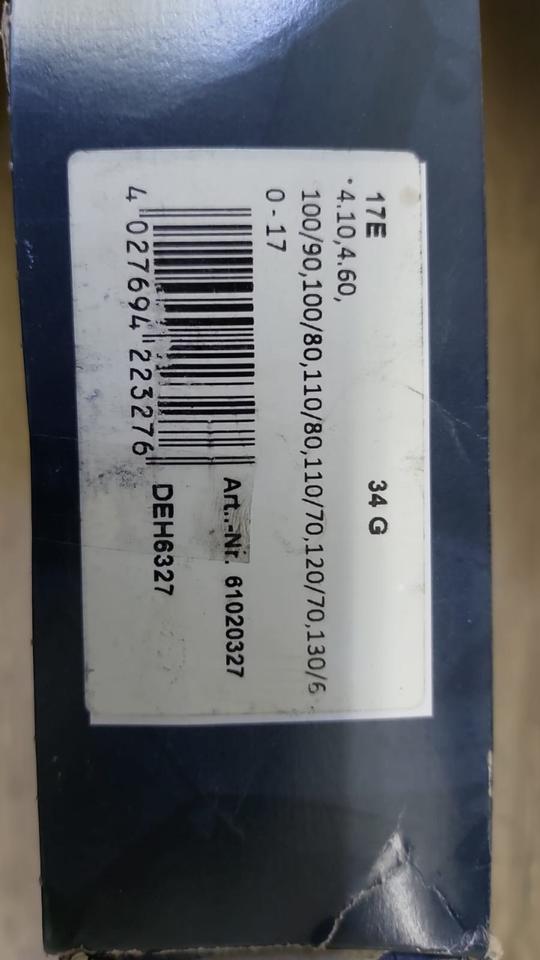 17E 34 G
· 4.10,4.60,
100/90,100/80,110/80,110/70,120/70,130/6
0-17
Art..-Nr. 61020327
DEH6327
4 027694 223276